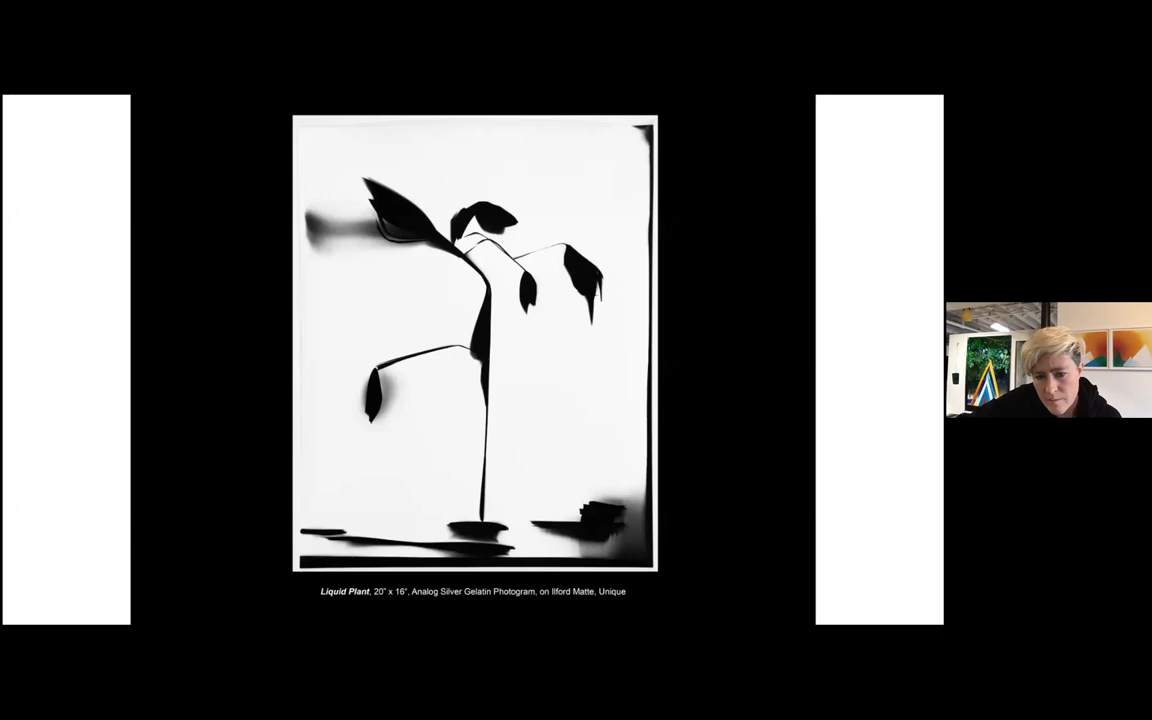 Liquid Plant, 20" x 16", Analog Silver Gelatin Photogram, on Ilford Matte, Unique